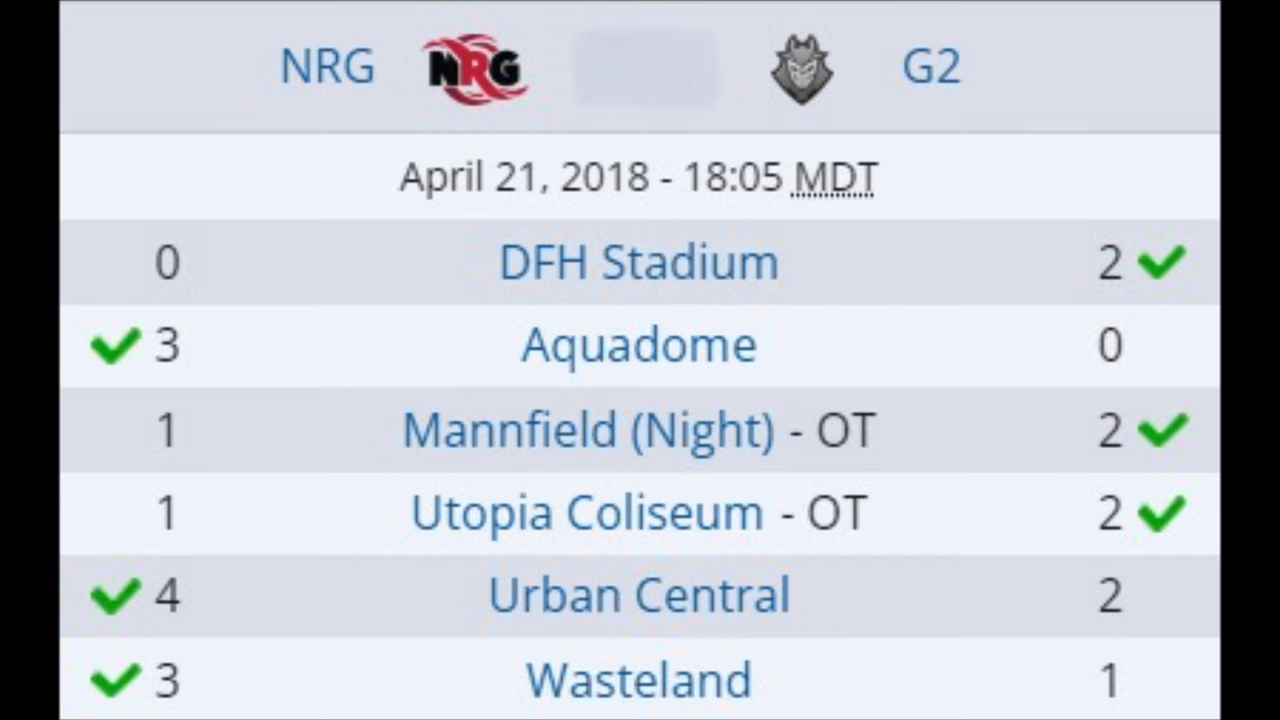 NRG NRG G2
April 21, 2018 - 18:05 MDT
0 DFH Stadium 2
3 Aquadome 0
1 Mannfield (Night) - OT 2
1 Utopia Coliseum - OT 2
4 Urban Central 2
3 Wasteland 1